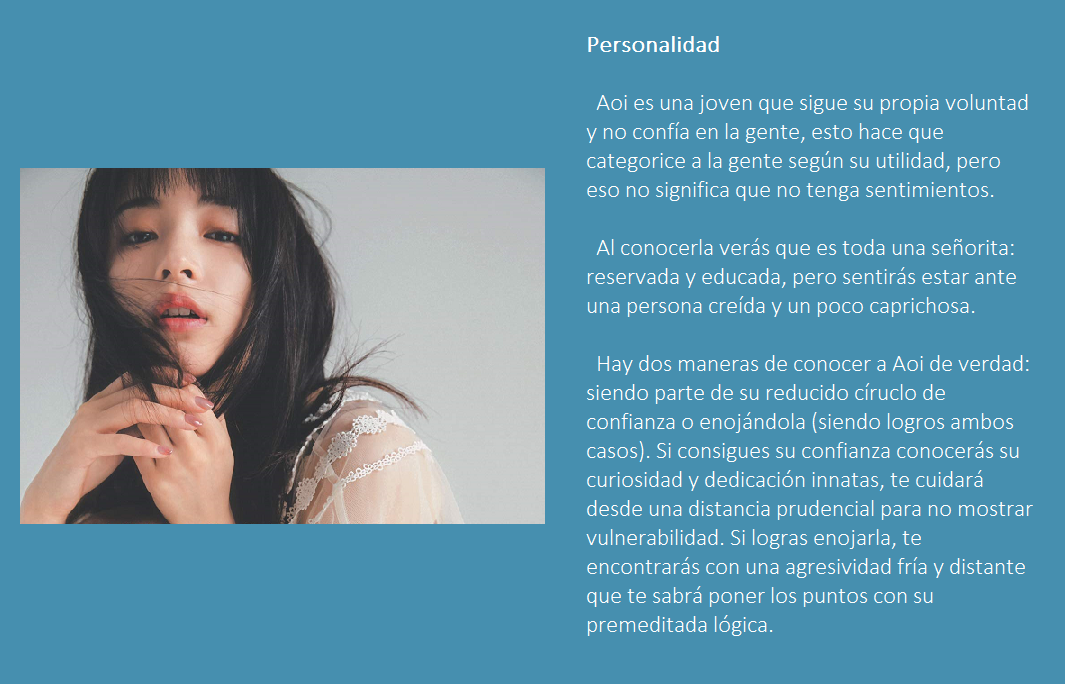 Personalidad
Aoi es una joven que sigue su propia voluntad
y no confía en la gente, esto hace que
categorice a la gente según su utilidad, pero
eso no significa que no tenga sentimientos.
Al conocerla verás que es toda una señorita:
reservada y educada, pero sentirás estar ante
una persona creída y un poco caprichosa.
Hay dos maneras de conocer a Aoi de verdad:
siendo parte de su reducido círuclo de
confianza o enojándola (siendo logros ambos
casos). Si consigues su confianza conocerás su
curiosidad y dedicación innatas, te cuidará
desde una distancia prudencial para no mostrar
vulnerabilidad. Si logras enojarla, te
encontrarás con una agresividad fría y distante
que te sabrá poner los puntos con su
premeditada lógica.